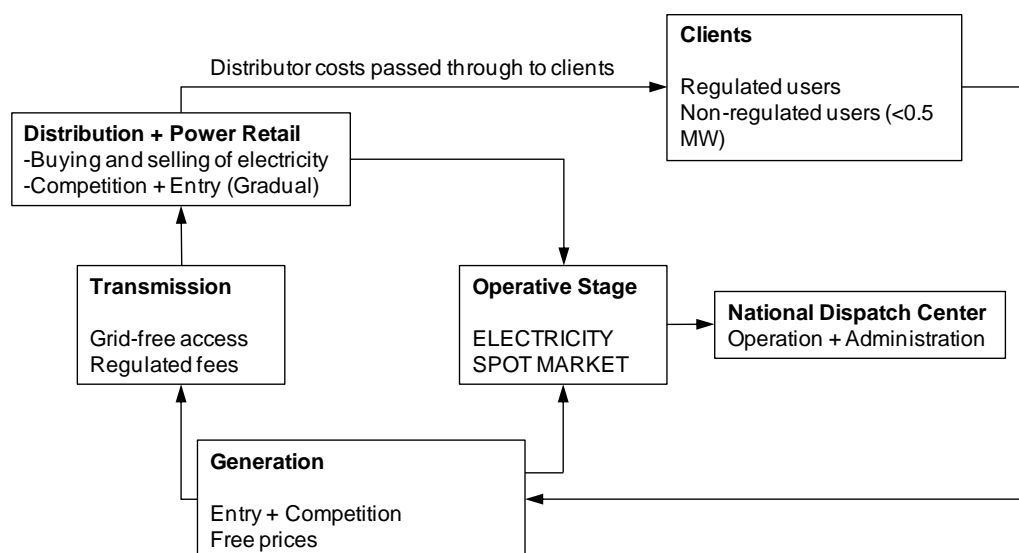 Clients
Regulated users
Non-regulated users (<0.5
MW)
Distributor costs passed through to clients
Distribution + Power Retail
-Buying and selling of electricity
-Competition + Entry (Gradual)
Transmission
Grid-free access
Regulated fees
Operative Stage
ELECTRICITY
SPOT MARKET
National Dispatch Center
Operation + Administration
Generation
Entry + Competition
Free prices